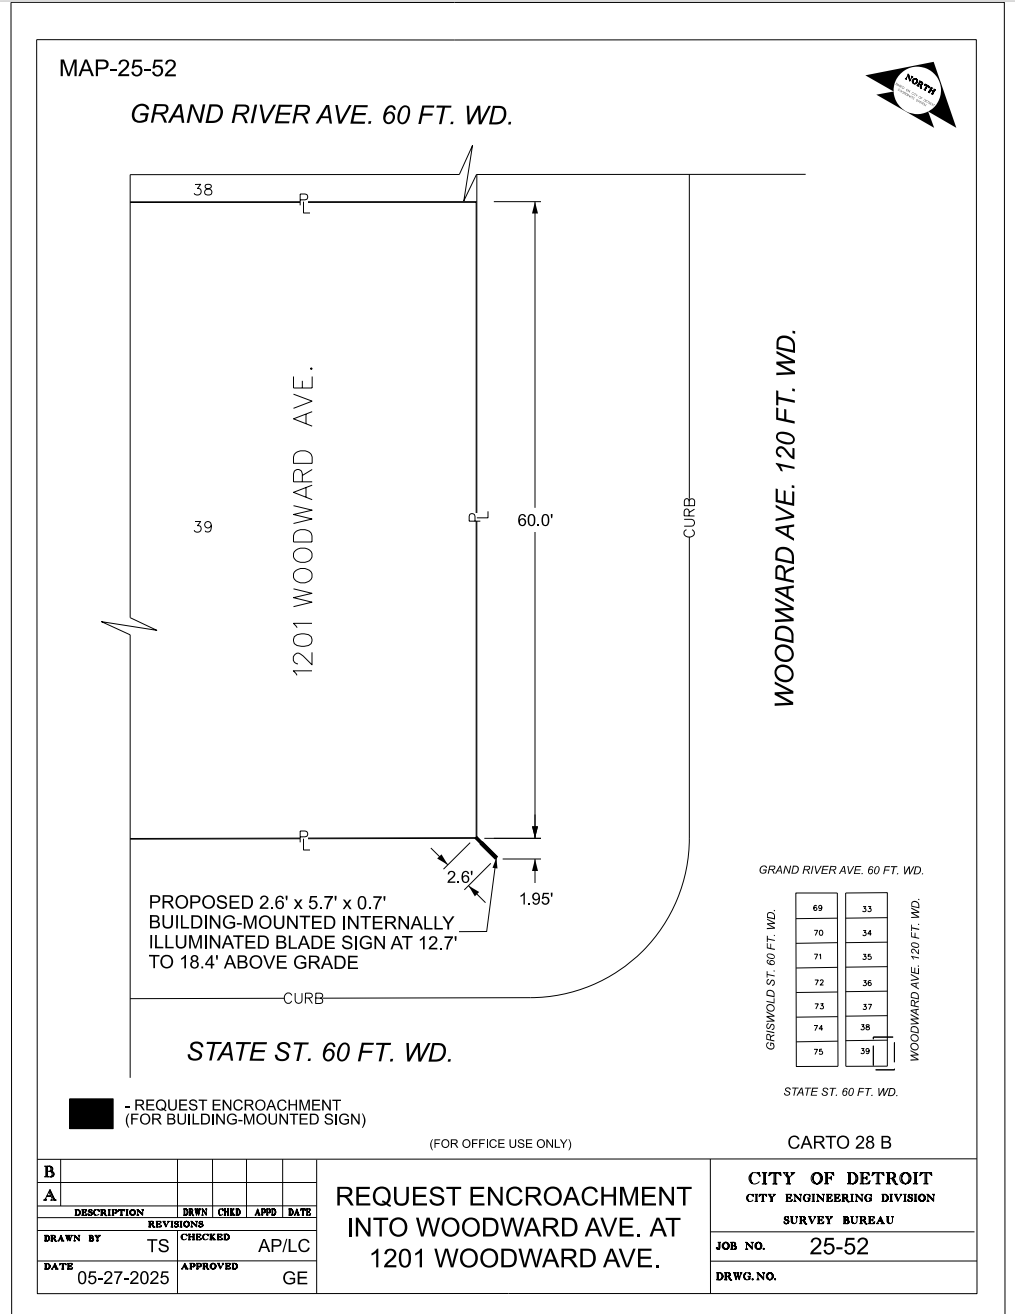 MAP-25-52
GRAND RIVER AVE. 60 FT. WD.
NORTH
38
PL
1201 WOODWARD AVE.
39
PL
60.0'
CURB
WOODWARD AVE. 120 FT. WD.
PL
2.6'
1.95'
PROPOSED 2.6' x 5.7' x 0.7'
BUILDING-MOUNTED INTERNALLY
ILLUMINATED BLADE SIGN AT 12.7'
TO 18.4' ABOVE GRADE
CURB
STATE ST. 60 FT. WD.
GRAND RIVER AVE. 60 FT. WD.
GRISWOLD ST. 60 FT. WD.
69 33
70 34
71 35
72 36
73 37
74 38
75 39
WOODWARD AVE. 120 FT. WD.
STATE ST. 60 FT. WD.
- REQUEST ENCROACHMENT
(FOR BUILDING-MOUNTED SIGN)
(FOR OFFICE USE ONLY)
CARTO 28 B
B
A
DESCRIPTION DRWN CHKD APPD DATE
REVISIONS
DRAWN BY TS CHECKED AP/LC
DATE 05-27-2025 APPROVED GE
REQUEST ENCROACHMENT
INTO WOODWARD AVE. AT
1201 WOODWARD AVE.
CITY OF DETROIT
CITY ENGINEERING DIVISION
SURVEY BUREAU
JOB NO. 25-52
DRWG. NO.